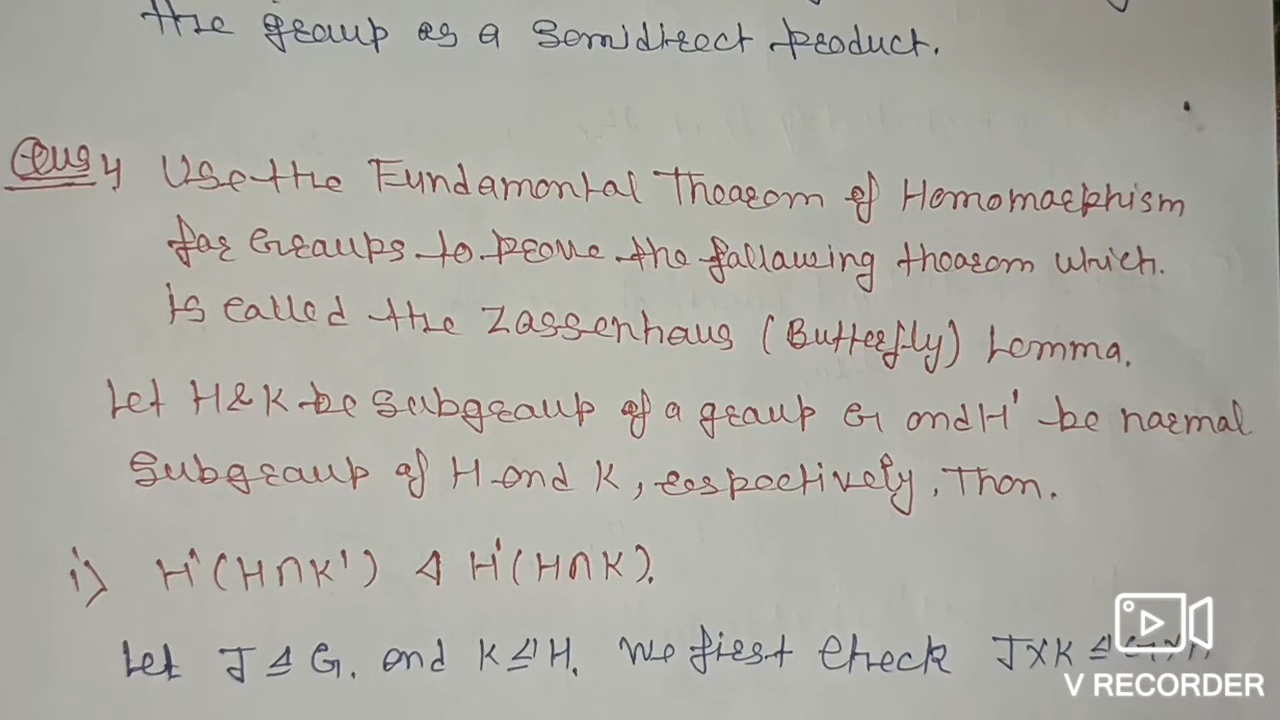 the group as a Semidirect product.
Ques 4 Use the Fundamental Theorem of Homomorphism
for Groups to prove the following theorem which.
is called the Zassenhaus (Butterfly) Lemma.
Let H & K be Subgroup of a group G and H' be normal
Subgroup of H and K, respectively. Then.
i) H'(H∩K') ⊲ H'(H∩K).
Let J ⊴ G. and K ⊴ H. We first Check J×K ⊴ G×H
V RECORDER